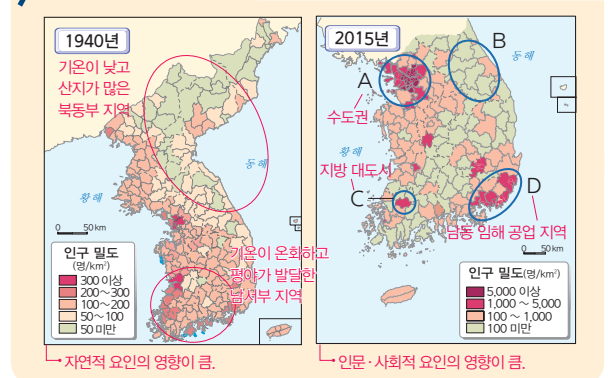 1940년
기온이 낮고
산지가 많은
북동부 지역
동해
황해
0 50km
인구 밀도
(명/km²)
300 이상
200~300
100~200
50~100
50 미만
기온이 온화하고
평야가 발달한
남서부 지역
자연적 요인의 영향이 큼.
2015년
B
동해
A
수도권
황해
지방 대도시
C
D
남동 임해 공업 지역
0 50km
인구 밀도(명/km²)
5,000 이상
1,000 ~ 5,000
100 ~ 1,000
100 미만
인문·사회적 요인의 영향이 큼.